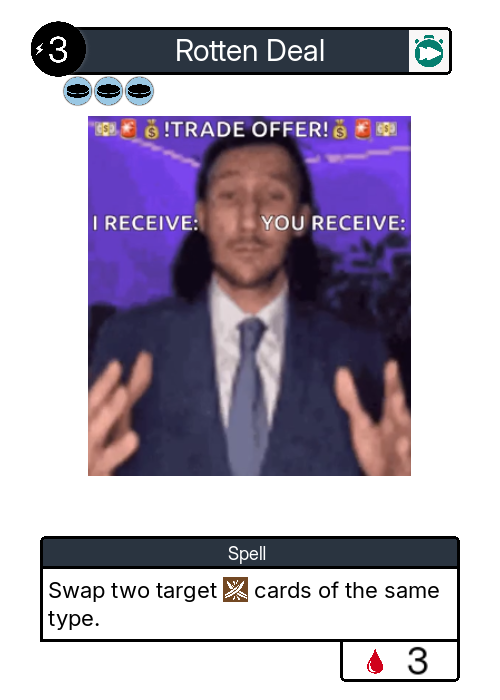 3
Rotten Deal
!TRADE OFFER!
I RECEIVE: YOU RECEIVE:
Spell
Swap two target cards of the same
type.
3